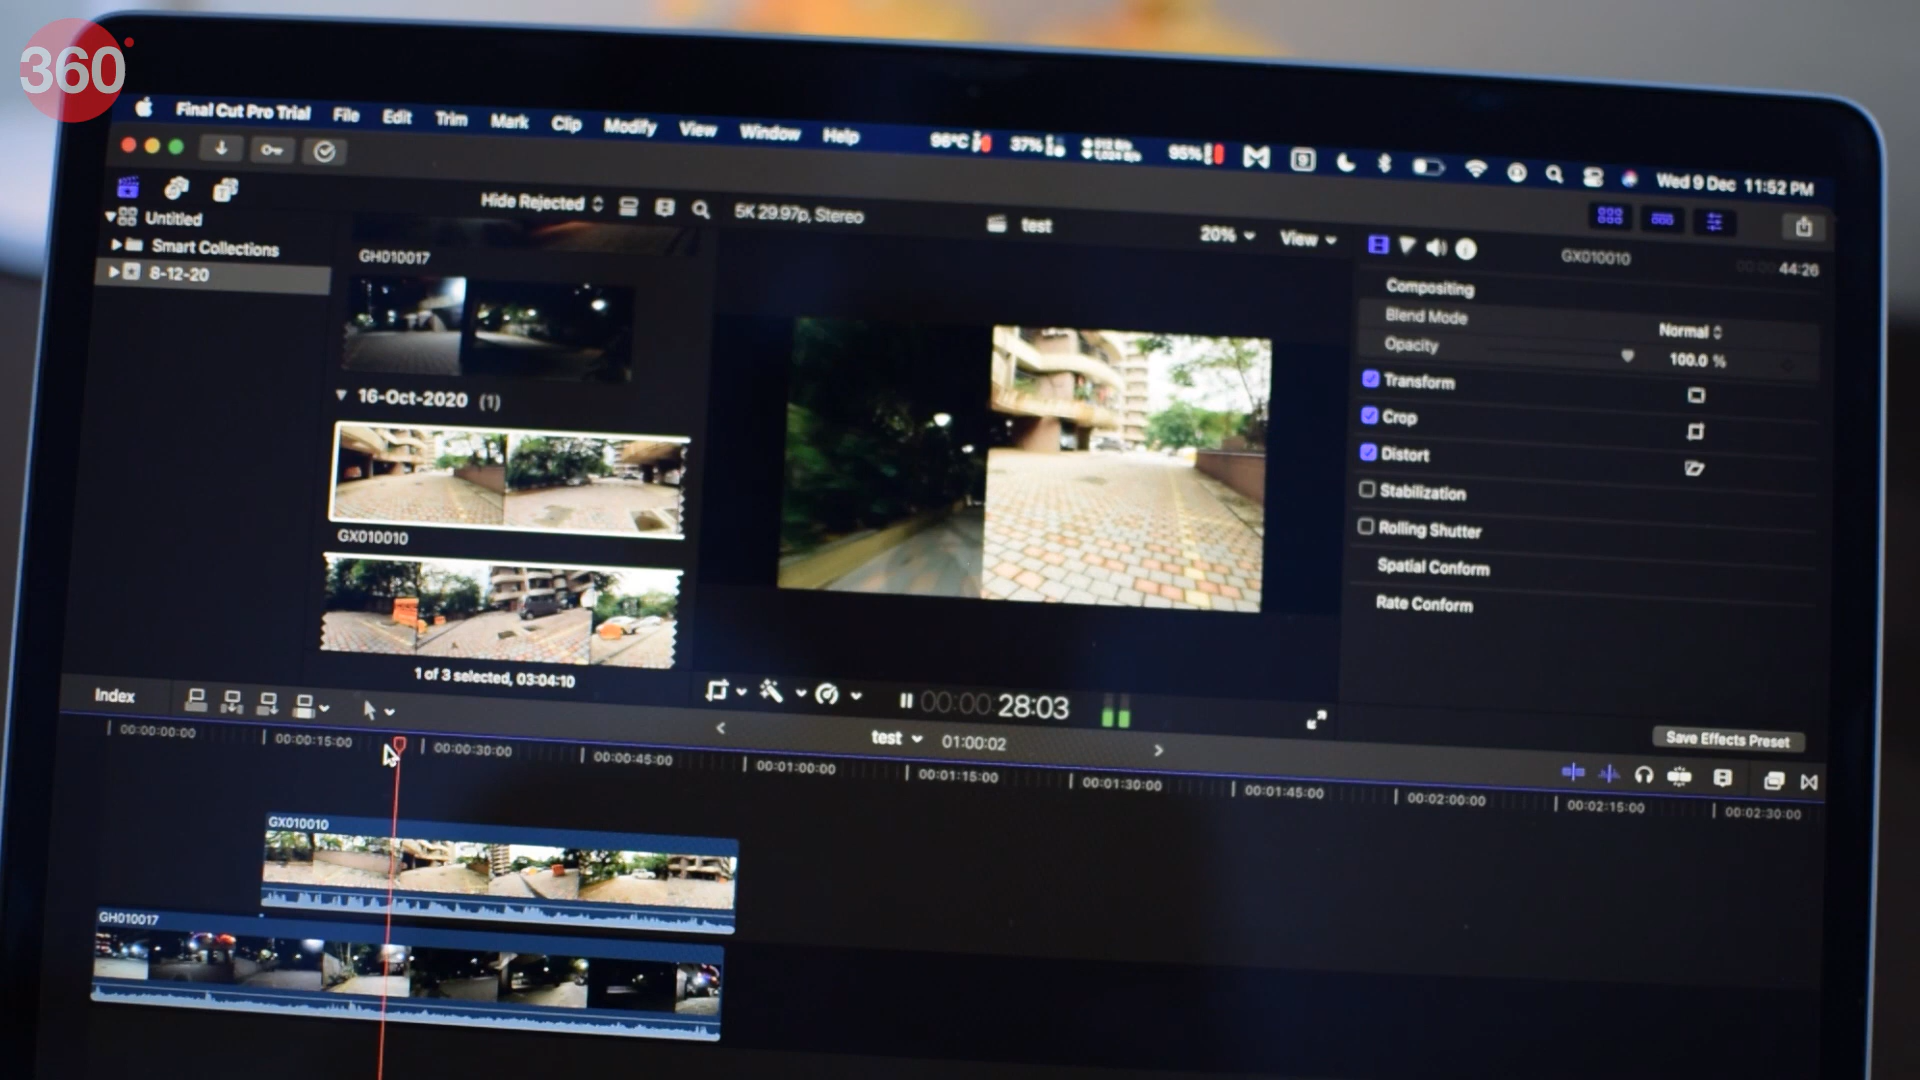 360
Final Cut Pro Trial File Edit Trim Mark Clip Modify View Window Help
96°C 37% 95% Wed 9 Dec 11:52 PM
Hide Rejected
5K 29.97p, Stereo
test
20% View
GX010010
44:26
Untitled
Smart Collections
8-12-20
GH010017
16-Oct-2020 (1)
GX010010
1 of 3 selected, 03:04:10
Compositing
Blend Mode Normal
Opacity 100.0 %
Transform
Crop
Distort
Stabilization
Rolling Shutter
Spatial Conform
Rate Conform
Save Effects Preset
00:00:00:28:03
Index
test 01:00:02
00:00:00:00 00:00:15:00 00:00:30:00 00:00:45:00 00:01:00:00 00:01:15:00 00:01:30:00 00:01:45:00 00:02:00:00 00:02:15:00 00:02:30:00
GX010010
GH010017